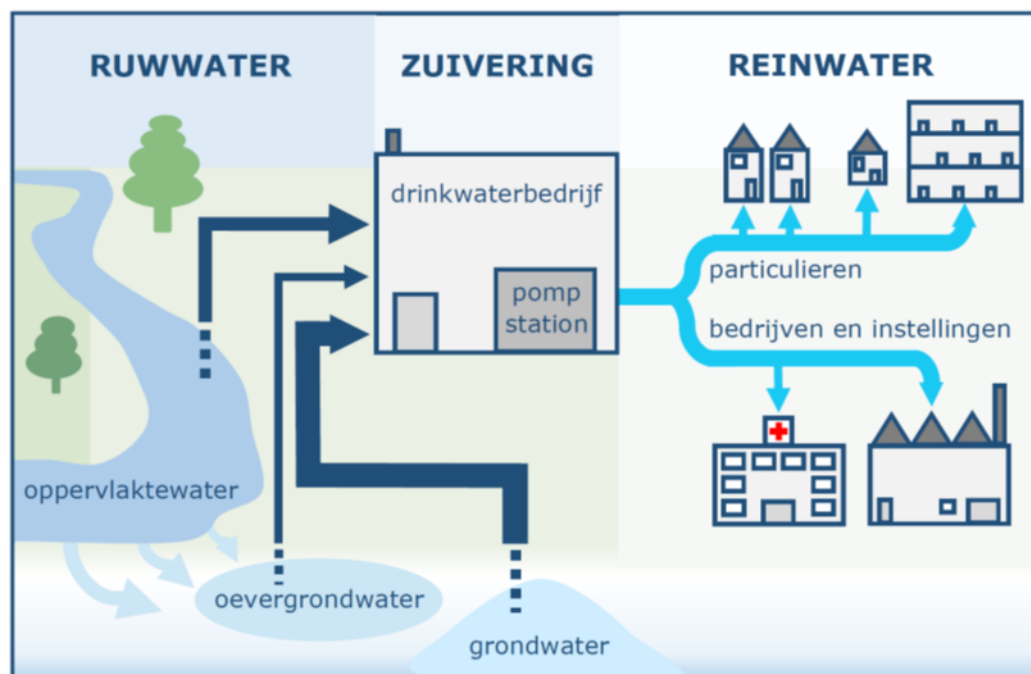 RUWWATER
ZUIVERING
REINWATER
drinkwaterbedrijf
pomp
station
particulieren
bedrijven en instellingen
oppervlaktewater
oevergrondwater
grondwater